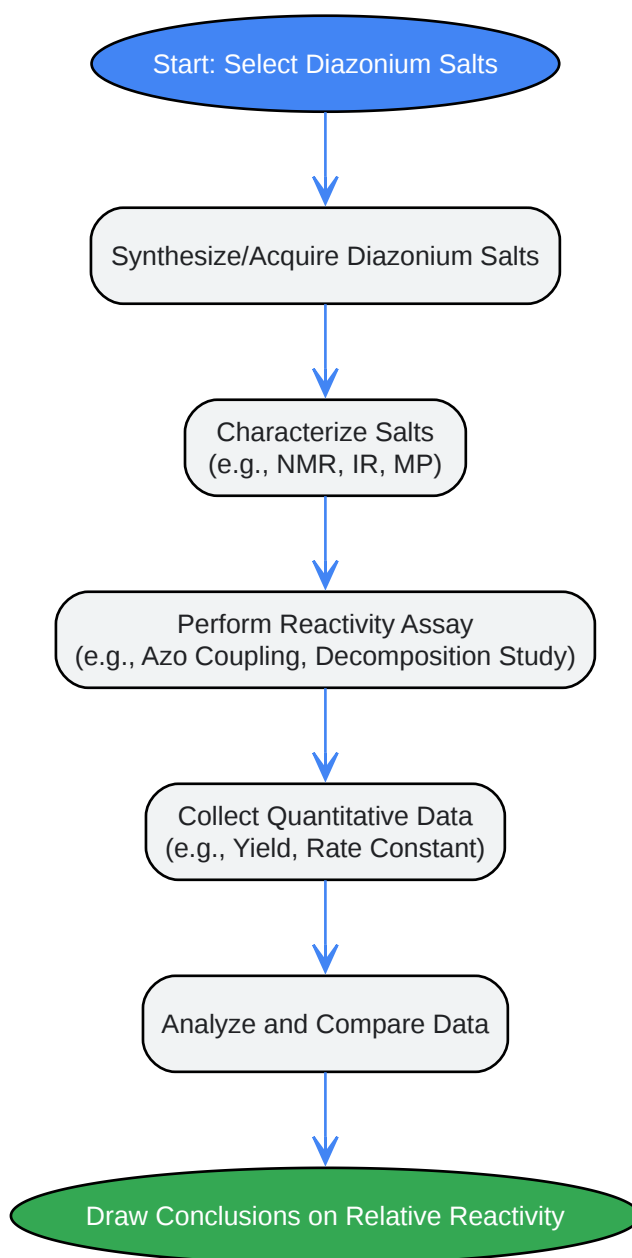 Start: Select Diazonium Salts
Synthesize/Acquire Diazonium Salts
Characterize Salts
(e.g., NMR, IR, MP)
Perform Reactivity Assay
(e.g., Azo Coupling, Decomposition Study)
Collect Quantitative Data
(e.g., Yield, Rate Constant)
Analyze and Compare Data
Draw Conclusions on Relative Reactivity